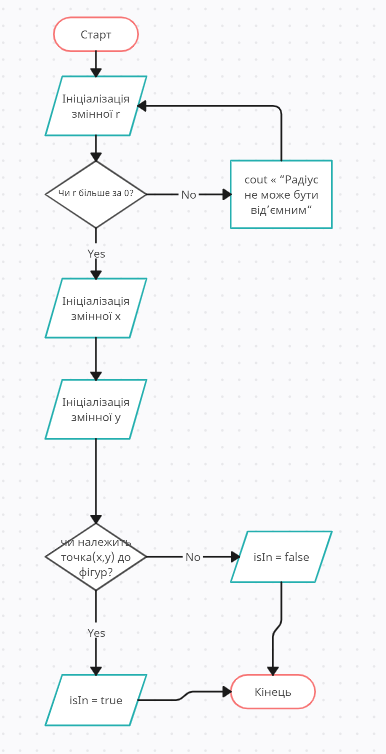 Старт
Ініціалізація
змінної r
Чи r більше за 0?
No
cout « “Радіус
не може бути
від’ємним“
Yes
Ініціалізація
змінної x
Ініціалізація
змінної y
чи належить
точка(x,y) до
фігур?
No
isIn = false
Yes
isIn = true
Кінець